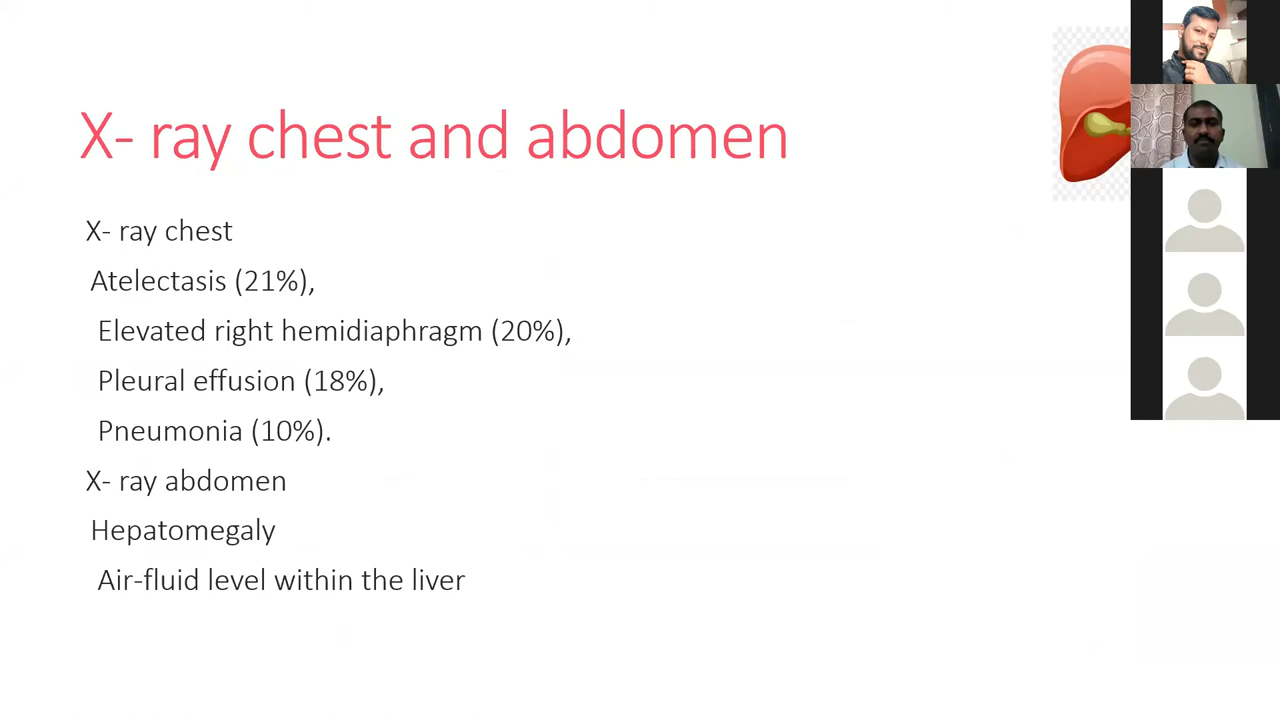 X- ray chest and abdomen
X- ray chest
Atelectasis (21%),
Elevated right hemidiaphragm (20%),
Pleural effusion (18%),
Pneumonia (10%).
X- ray abdomen
Hepatomegaly
Air-fluid level within the liver